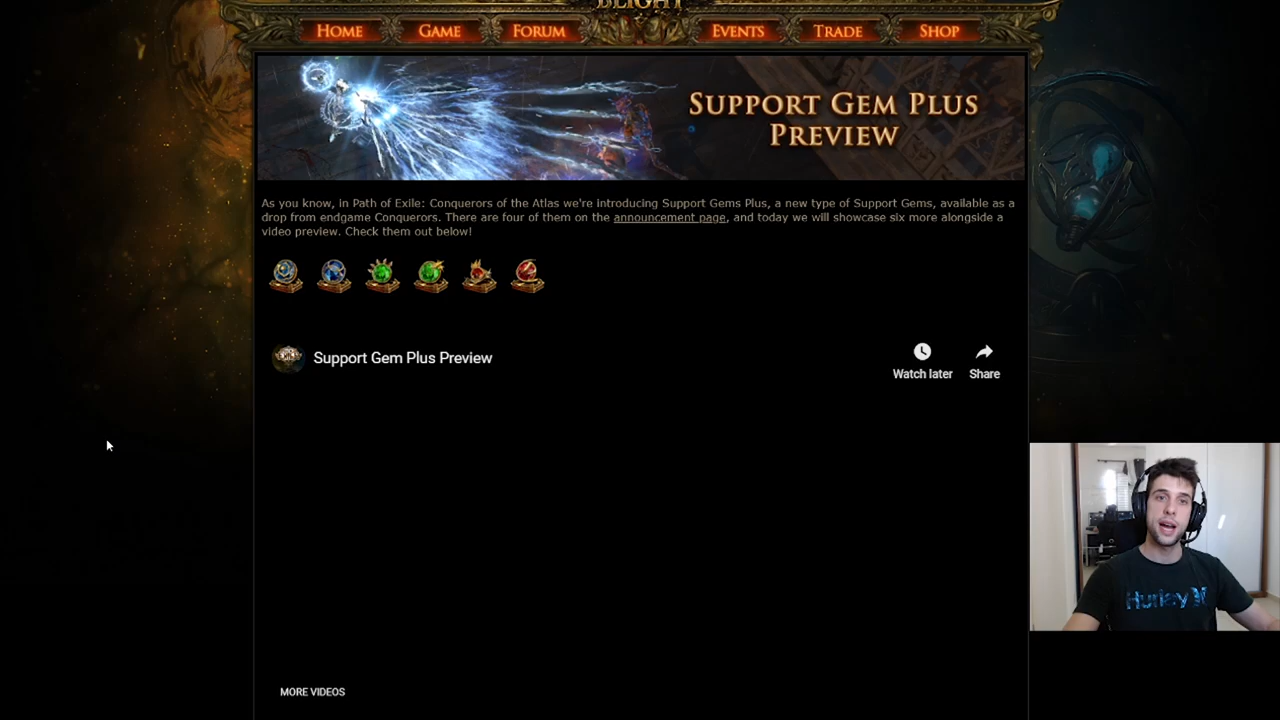 BLIGHT
HOME GAME FORUM EVENTS TRADE SHOP
SUPPORT GEM PLUS
PREVIEW
As you know, in Path of Exile: Conquerors of the Atlas we're introducing Support Gems Plus, a new type of Support Gems, available as a
drop from endgame Conquerors. There are four of them on the announcement page, and today we will showcase six more alongside a
video preview. Check them out below!
Support Gem Plus Preview
Watch later Share
Hurley
MORE VIDEOS